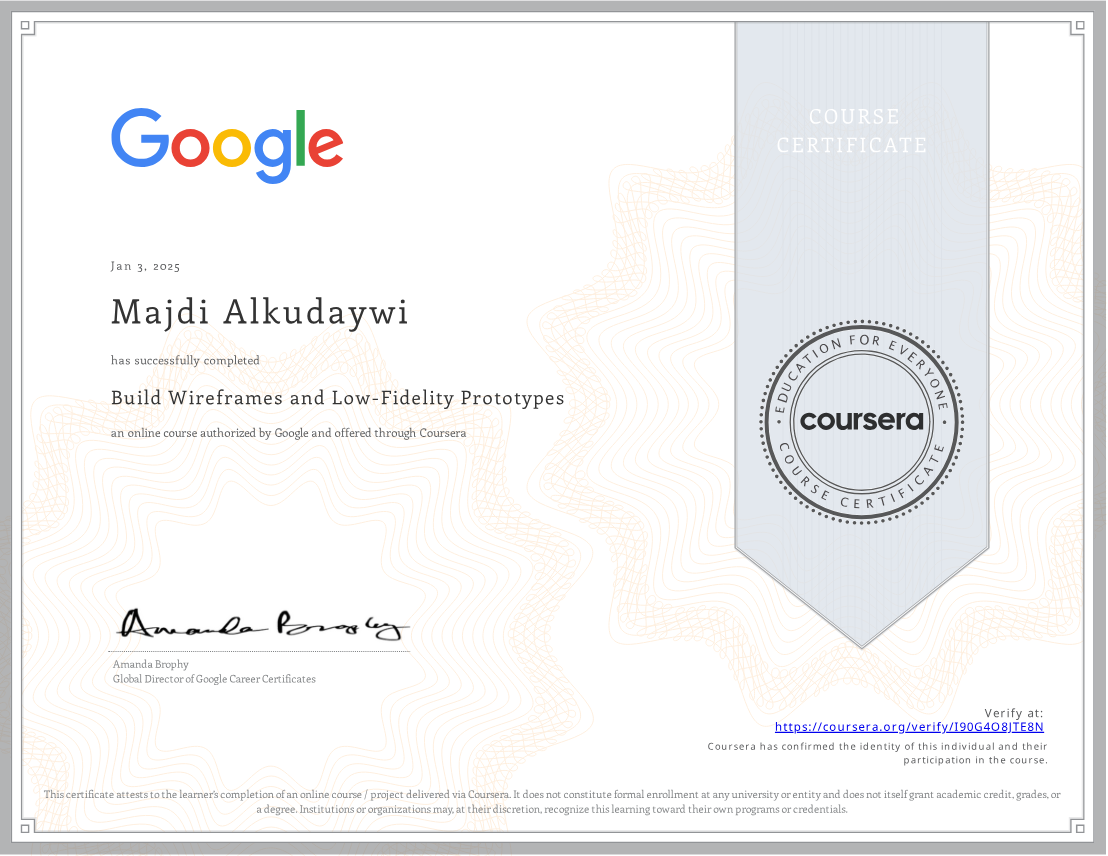 Google
COURSE
CERTIFICATE
Jan 3, 2025
Majdi Alkudaywi
has successfully completed
Build Wireframes and Low-Fidelity Prototypes
an online course authorized by Google and offered through Coursera
EDUCATION FOR EVERYONE
coursera
COURSE CERTIFICATE
Amanda Brophy
Amanda Brophy
Global Director of Google Career Certificates
Verify at:
https://coursera.org/verify/I90G4O8JTE8N
Coursera has confirmed the identity of this individual and their
participation in the course.
This certificate attests to the learner's completion of an online course / project delivered via Coursera. It does not constitute formal enrollment at any university or entity and does not itself grant academic credit, grades, or
a degree. Institutions or organizations may, at their discretion, recognize this learning toward their own programs or credentials.